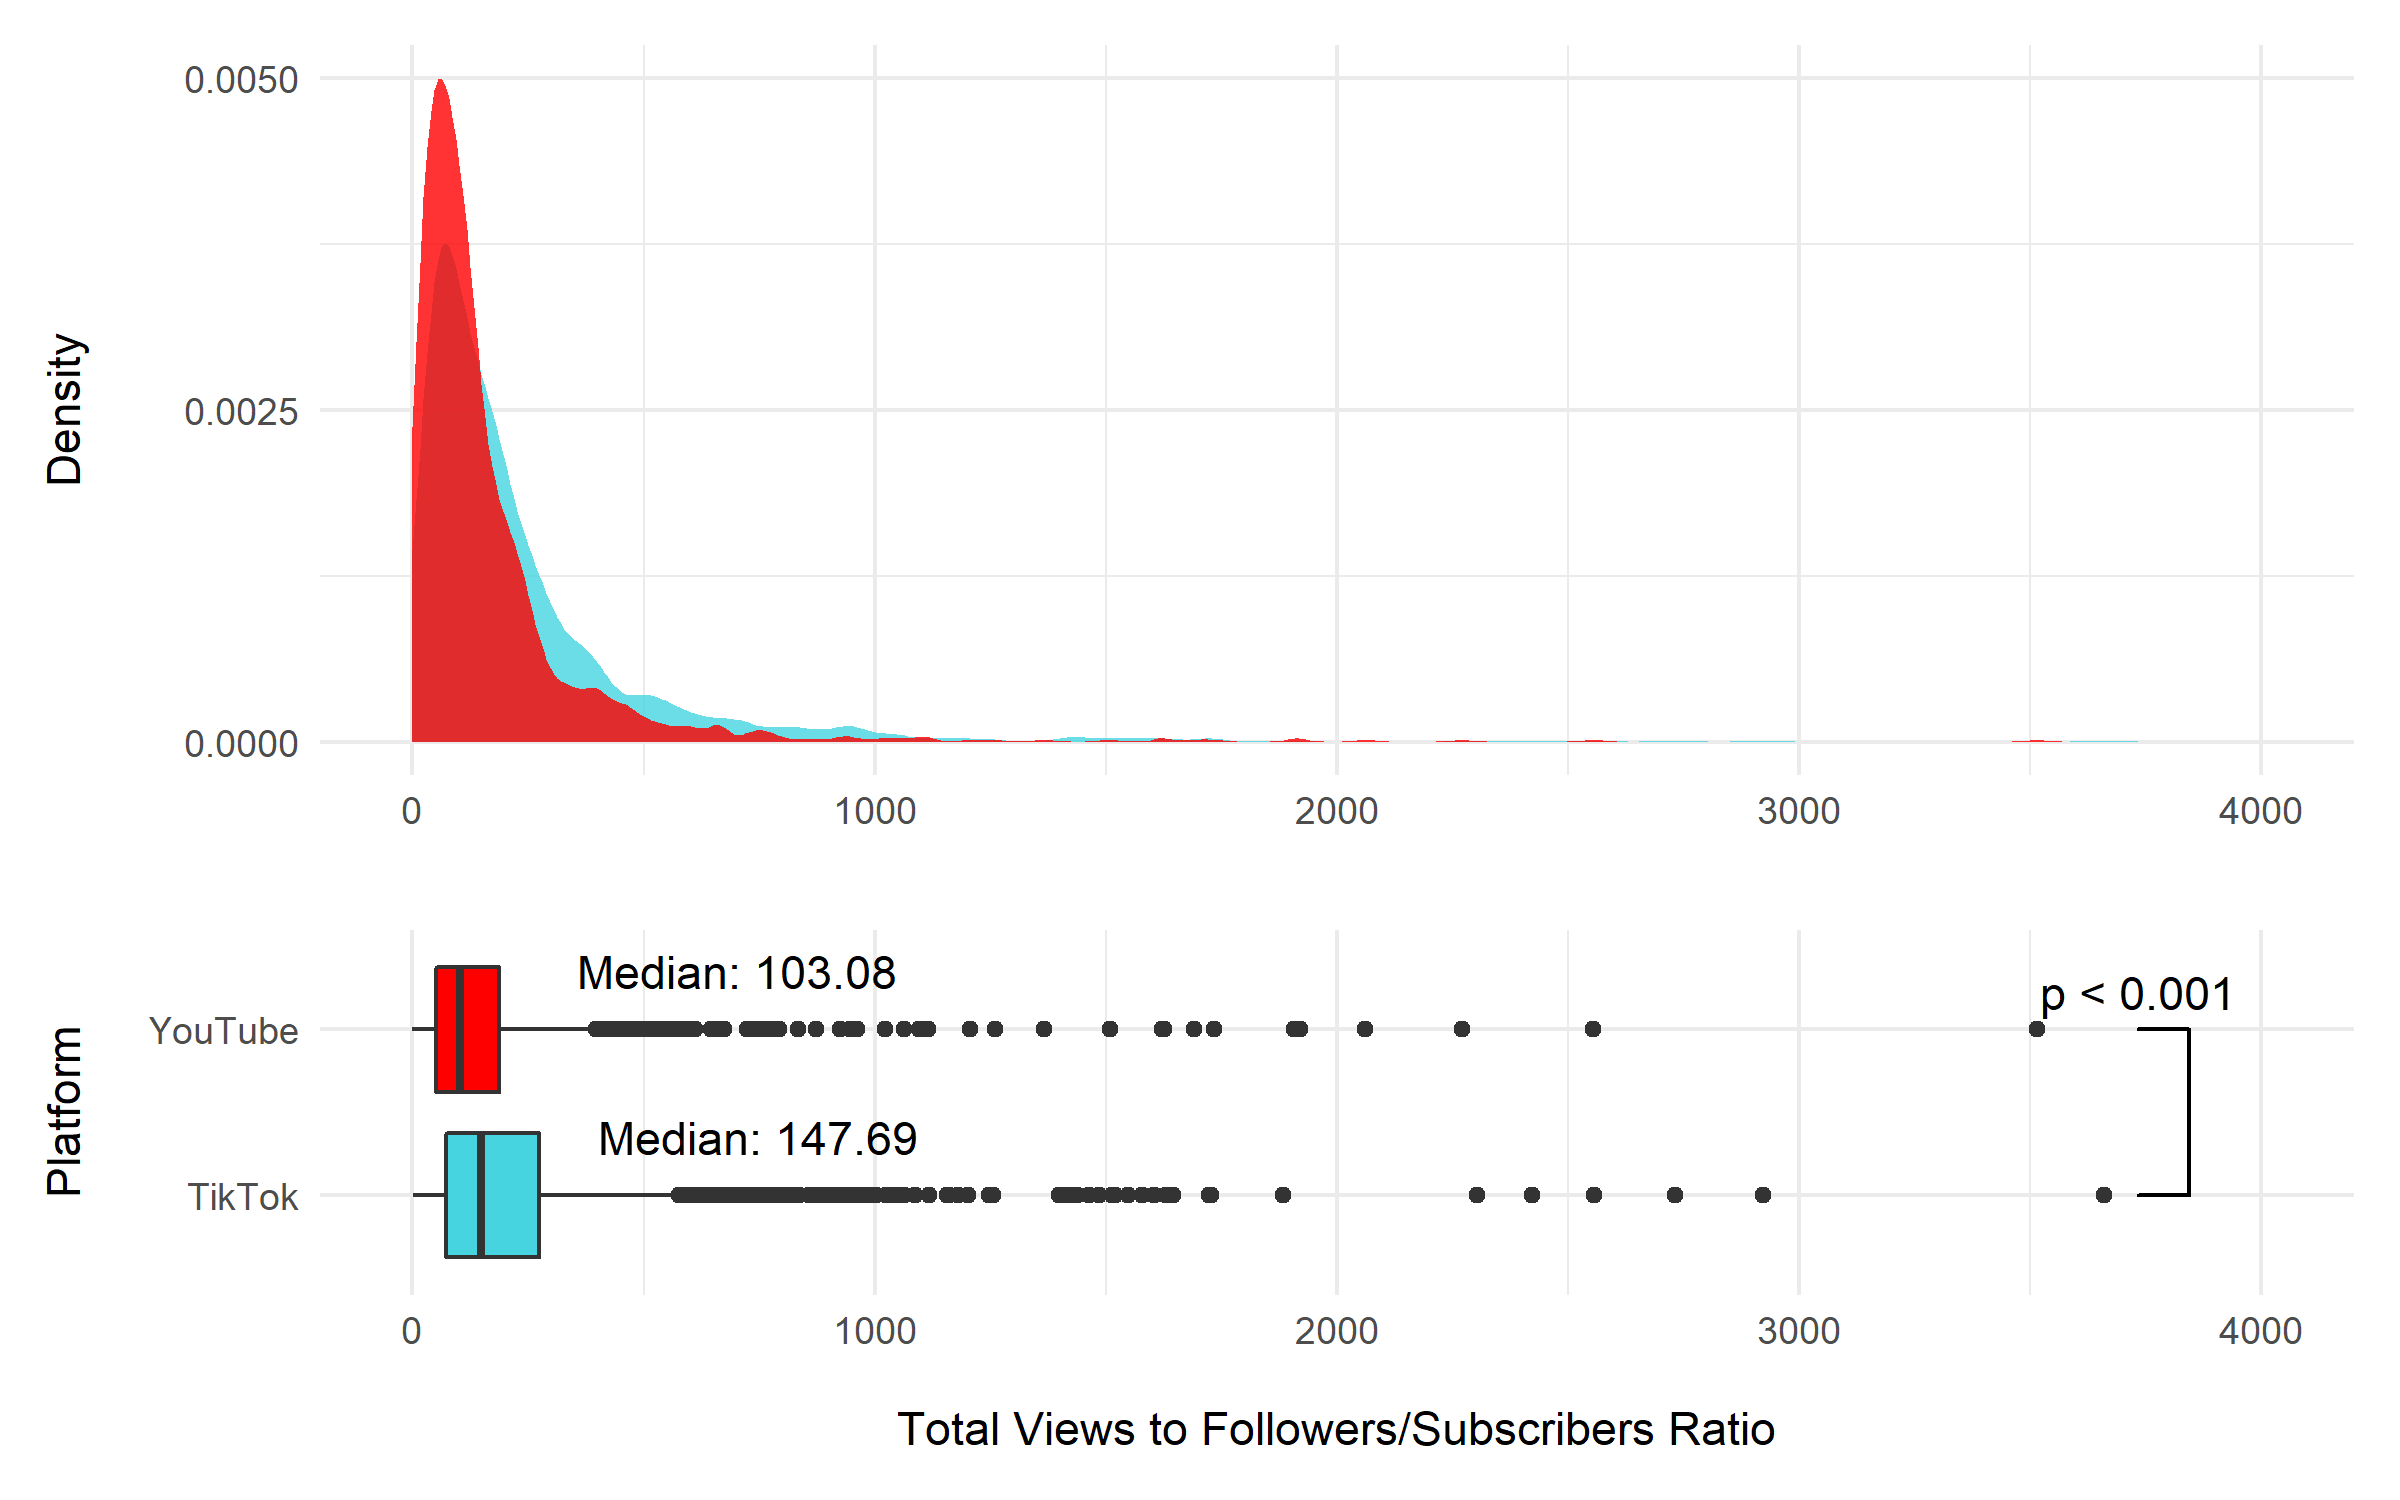 0.0050
0.0025
0.0000
Density
0 1000 2000 3000 4000
Median: 103.08
p < 0.001
YouTube
Median: 147.69
TikTok
Platform
0 1000 2000 3000 4000
Total Views to Followers/Subscribers Ratio